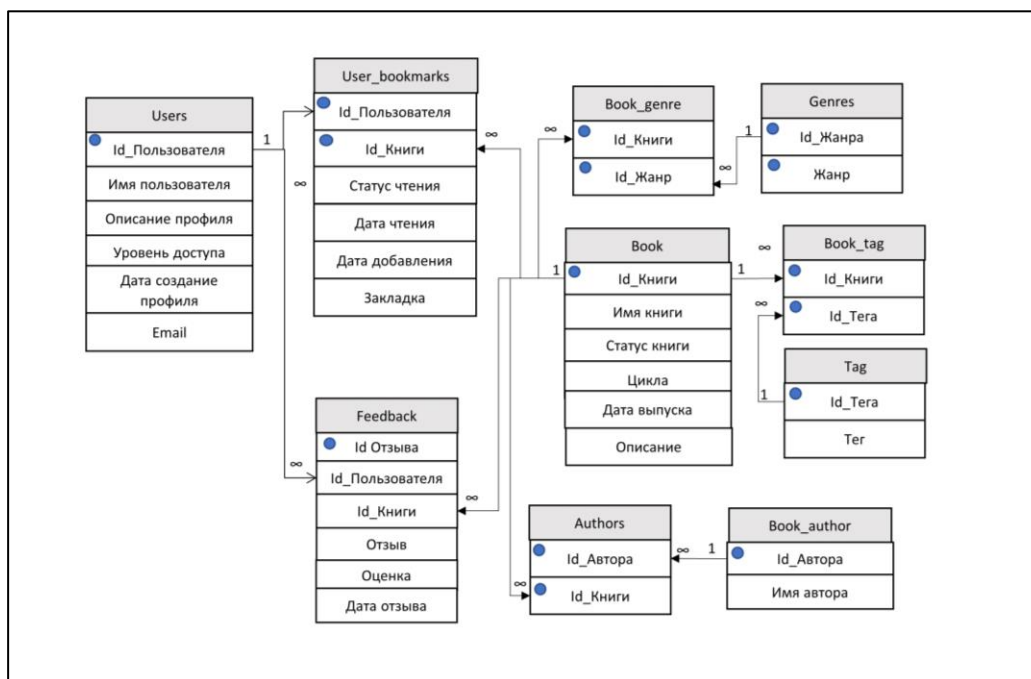 Users
Id_Пользователя
Имя пользователя
Описание профиля
Уровень доступа
Дата создание
профиля
Email
1
∞
∞
User_bookmarks
Id_Пользователя
Id_Книги
Статус чтения
Дата чтения
Дата добавления
Закладка
∞
Feedback
Id Отзыва
Id_Пользователя
Id_Книги
Отзыв
Оценка
Дата отзыва
∞
Book_genre
Id_Книги
Id_Жанр
∞
∞
1
Genres
Id_Жанра
Жанр
Book
Id_Книги
Имя книги
Статус книги
Цикла
Дата выпуска
Описание
1
1
∞
Book_tag
Id_Книги
Id_Тега
∞
1
Tag
Id_Тега
Тег
Authors
Id_Автора
Id_Книги
∞
∞
1
Book_author
Id_Автора
Имя автора